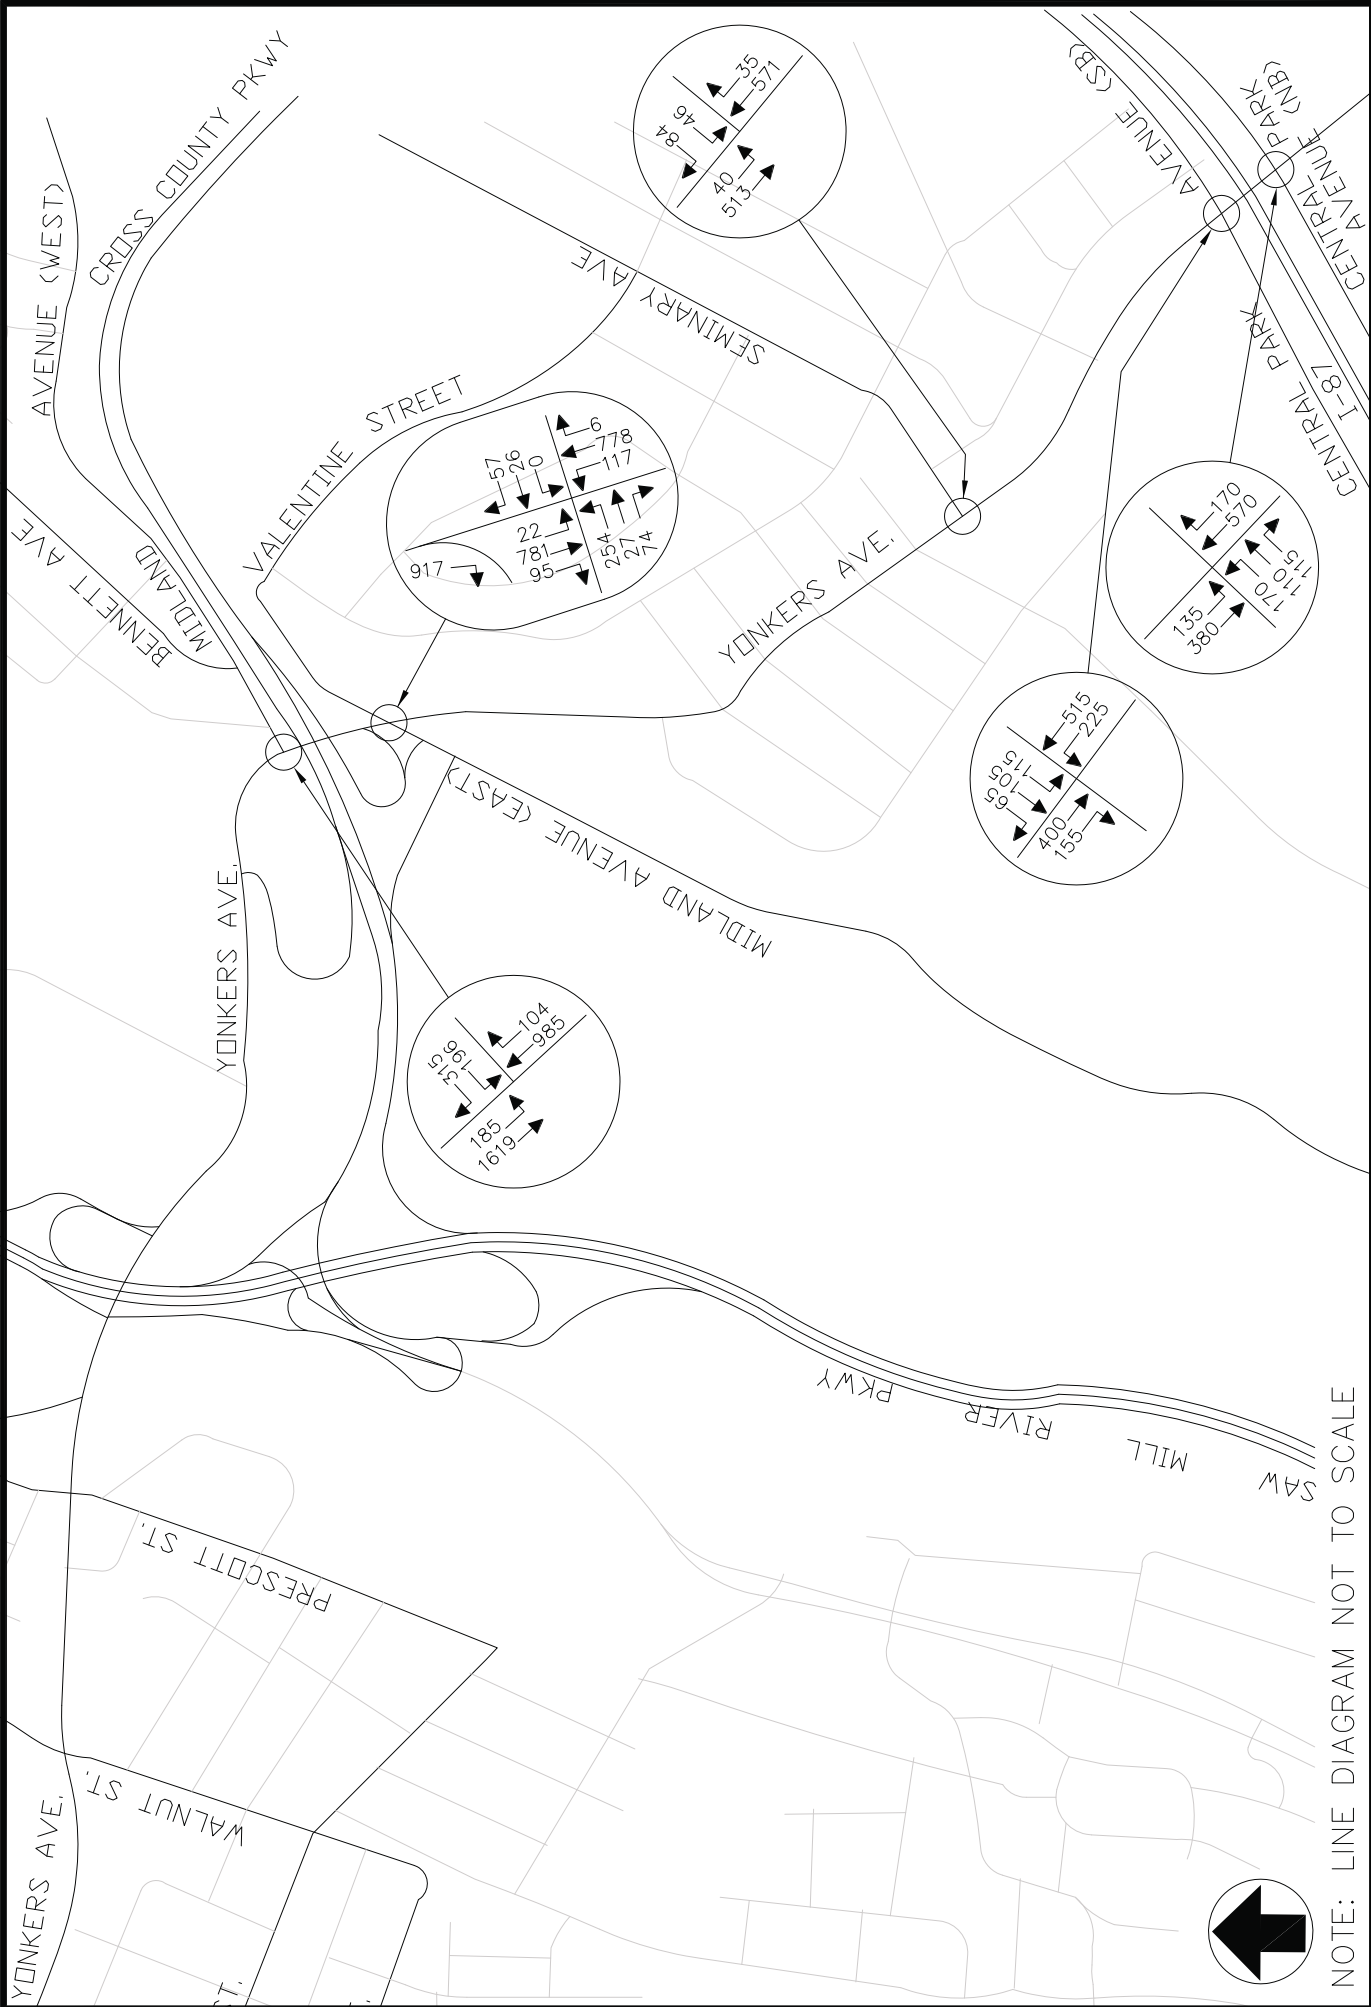 CROSS COUNTY PKWY
AVENUE (WEST)
MIDLAND
BENNETT AVE
VALENTINE STREET
SEMINARY AVE
35
571
46
84
40
513
AVENUE (SB)
CENTRAL PARK
PARK
AVENUE (NB)
CENTRAL
I-87
6
778
117
57
26
0
22
781
95
917
254
27
74
YONKERS AVE.
170
570
135
380
170
110
115
515
225
115
105
65
400
155
MIDLAND AVENUE (EAST)
YONKERS AVE.
104
985
196
315
185
1619
SAW MILL RIVER PKWY
PRESCOTT ST.
WALNUT ST.
YONKERS AVE.
ST.
NOTE: LINE DIAGRAM NOT TO SCALE